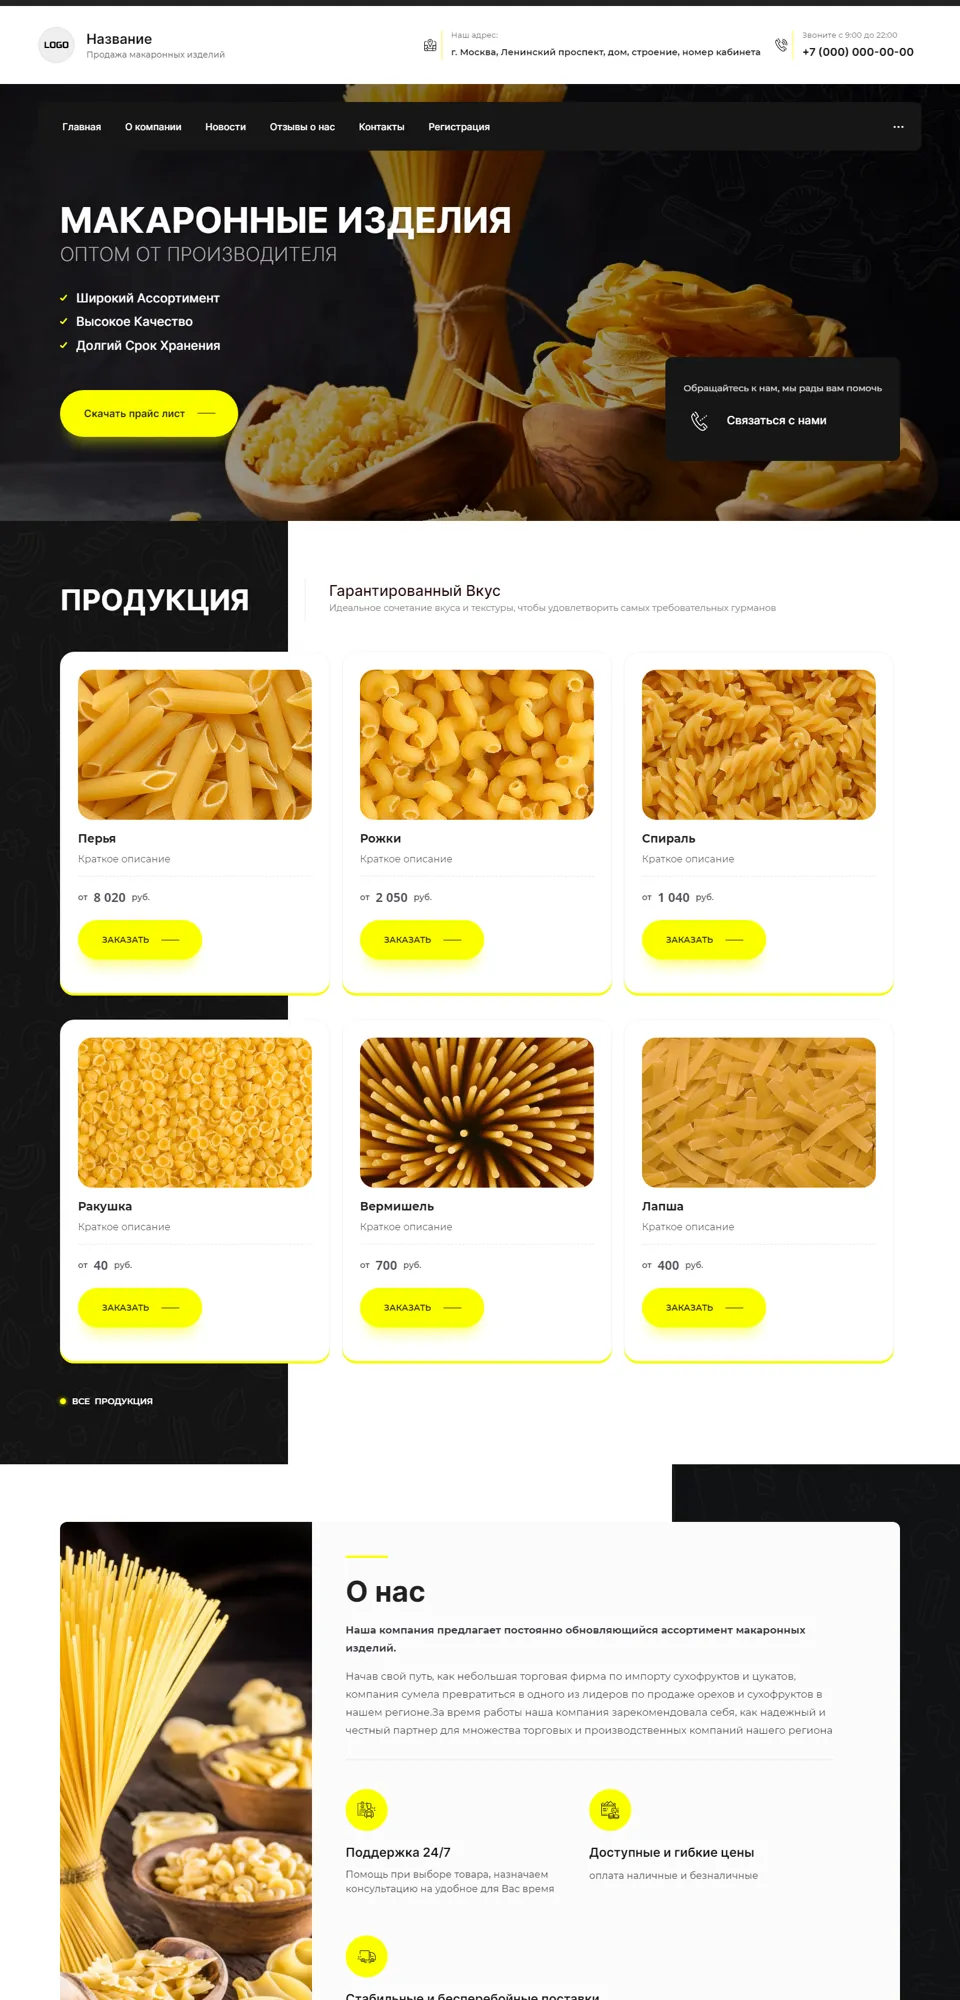 LOGO
Название
Продажа макаронных изделий
Наш адрес:
г. Москва, Ленинский проспект, дом, строение, номер кабинета
Звоните с 9:00 до 22:00
+7 (000) 000-00-00
Главная О компании Новости Отзывы о нас Контакты Регистрация ...
МАКАРОННЫЕ ИЗДЕЛИЯ
ОПТОМ ОТ ПРОИЗВОДИТЕЛЯ
Широкий Ассортимент
Высокое Качество
Долгий Срок Хранения
Скачать прайс лист
Обращайтесь к нам, мы рады вам помочь
Связаться с нами
ПРОДУКЦИЯ
Гарантированный Вкус
Идеальное сочетание вкуса и текстуры, чтобы удовлетворить самых требовательных гурманов
Перья
Краткое описание
от 8 020 руб.
ЗАКАЗАТЬ
Рожки
Краткое описание
от 2 050 руб.
ЗАКАЗАТЬ
Спираль
Краткое описание
от 1 040 руб.
ЗАКАЗАТЬ
Ракушка
Краткое описание
от 40 руб.
ЗАКАЗАТЬ
Вермишель
Краткое описание
от 700 руб.
ЗАКАЗАТЬ
Лапша
Краткое описание
от 400 руб.
ЗАКАЗАТЬ
ВСЕ ПРОДУКЦИЯ
О нас
Наша компания предлагает постоянно обновляющийся ассортимент макаронных
изделий.
Начав свой путь, как небольшая торговая фирма по импорту сухофруктов и цукатов,
компания сумела превратиться в одного из лидеров по продаже орехов и сухофруктов в
нашем регионе.За время работы наша компания зарекомендовала себя, как надежный и
честный партнер для множества торговых и производственных компаний нашего региона
Поддержка 24/7
Помощь при выборе товара, назначаем
консультацию на удобное для Вас время
Доступные и гибкие цены
оплата наличные и безналичные
Стабильные и бесперебойные поставки